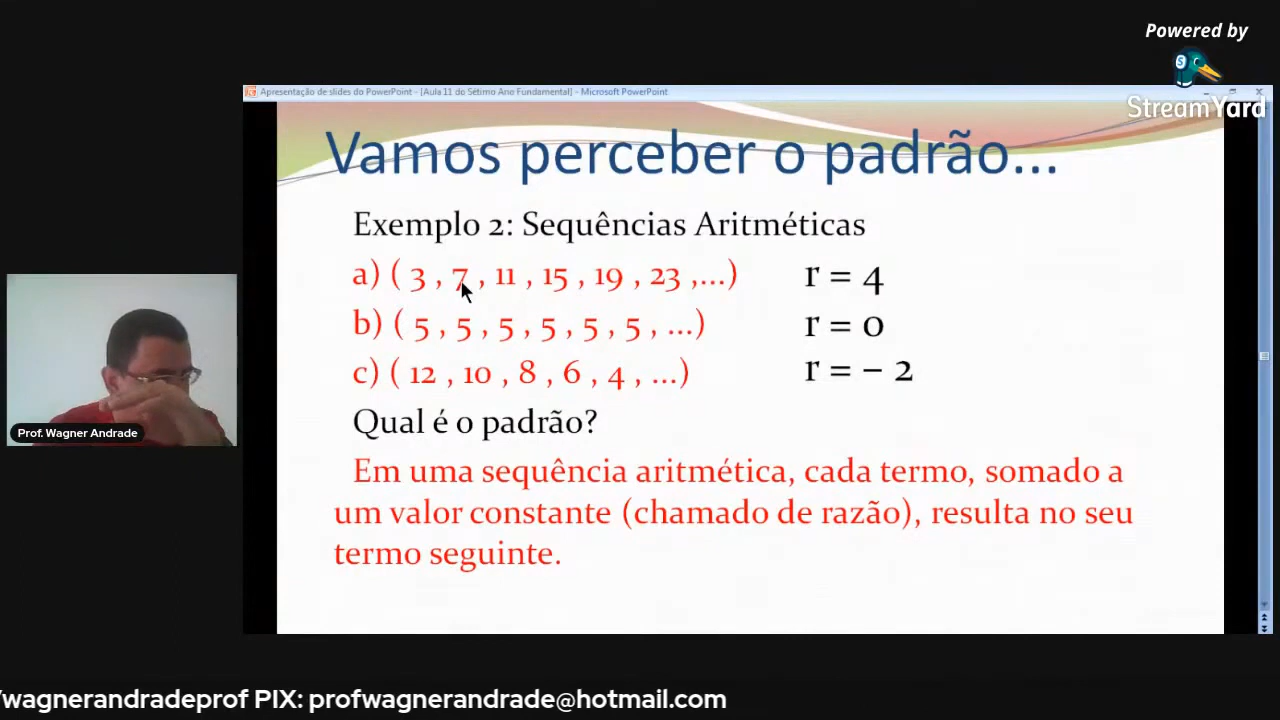 Powered by
StreamYard
Apresentação de slides do PowerPoint - [Aula 11 do Sétimo Ano Fundamental] - Microsoft PowerPoint
Vamos perceber o padrão...
Exemplo 2: Sequências Aritméticas
a) ( 3 , 7 , 11 , 15 , 19 , 23 ,...) r = 4
b) ( 5 , 5 , 5 , 5 , 5 , 5 , ...) r = 0
c) ( 12 , 10 , 8 , 6 , 4 , ...) r = – 2
Qual é o padrão?
Em uma sequência aritmética, cada termo, somado a
um valor constante (chamado de razão), resulta no seu
termo seguinte.
Prof. Wagner Andrade
/wagnerandradeprof PIX: profwagnerandrade@hotmail.com